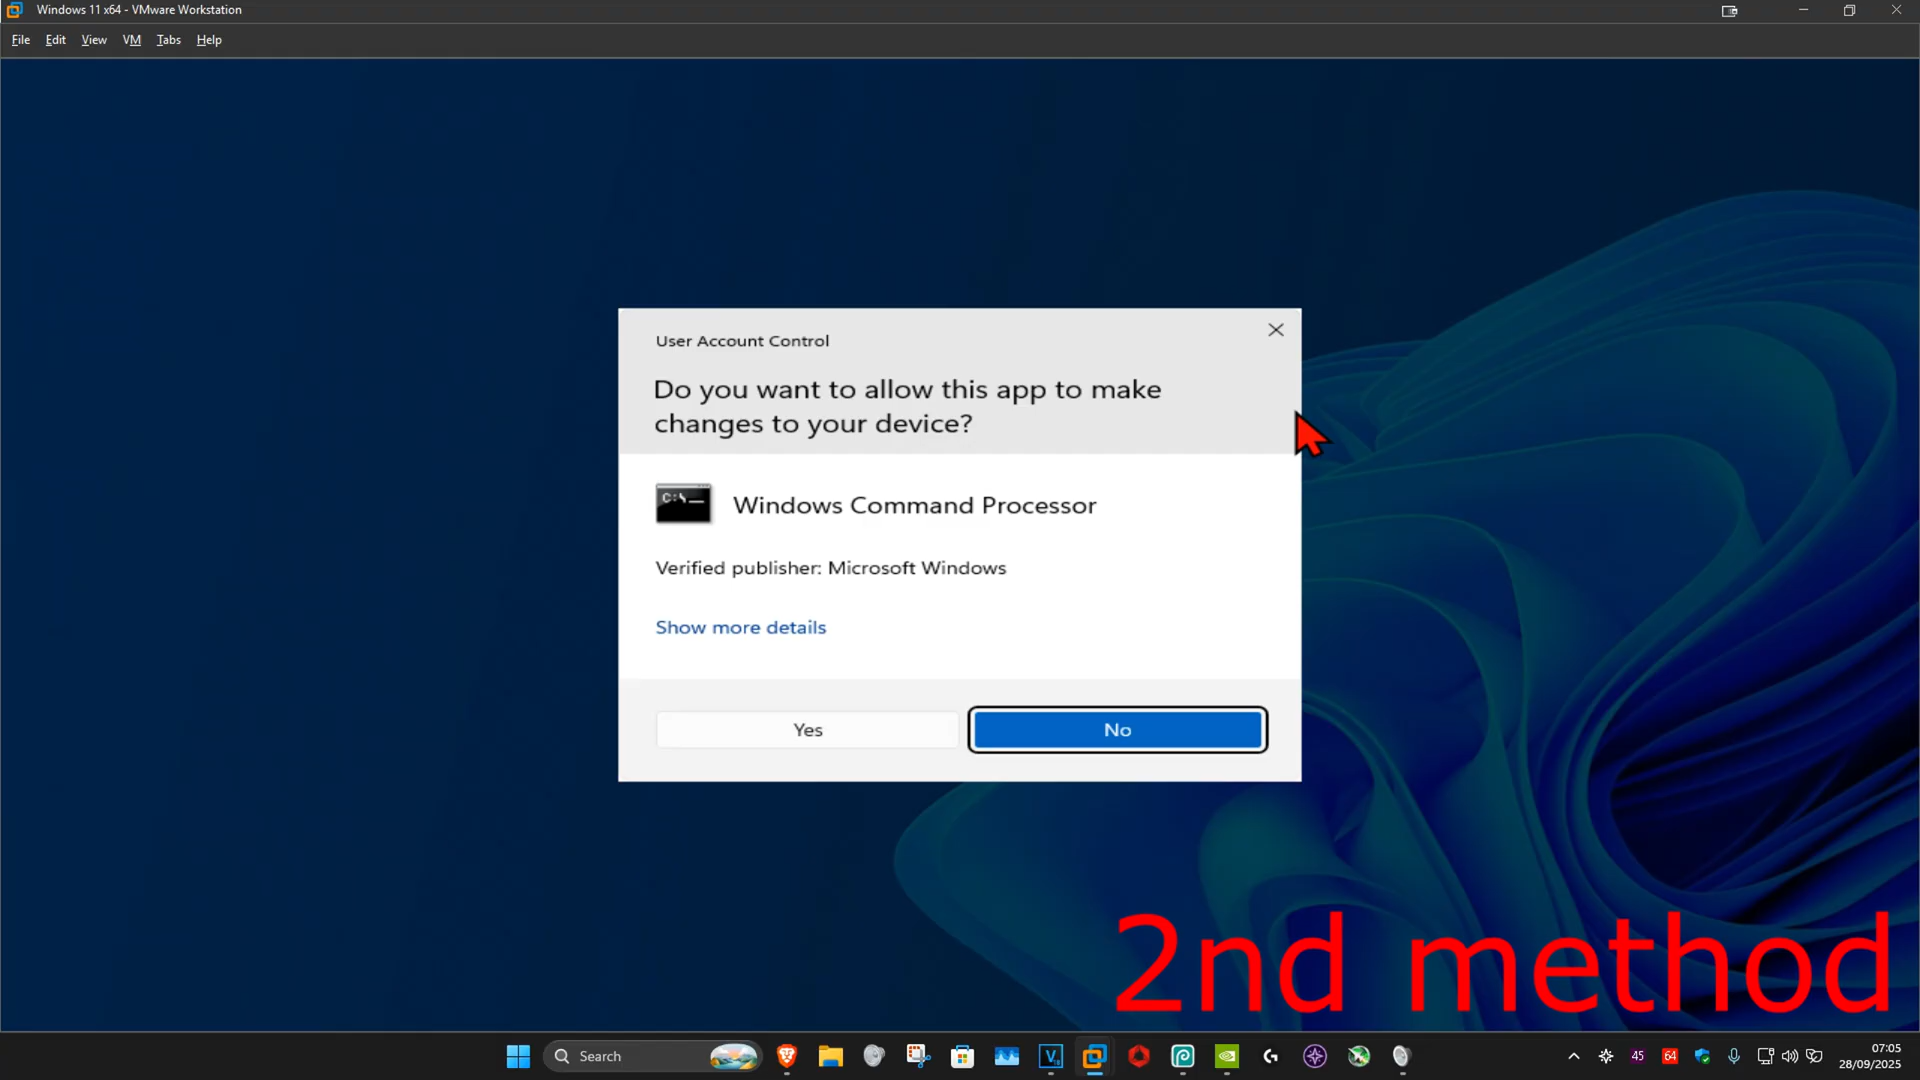 Windows 11 x64 - VMware Workstation
File Edit View VM Tabs Help
User Account Control
Do you want to allow this app to make
changes to your device?
C:\
Windows Command Processor
Verified publisher: Microsoft Windows
Show more details
Yes
No
2nd method
Search
45
64
07:05
28/09/2025